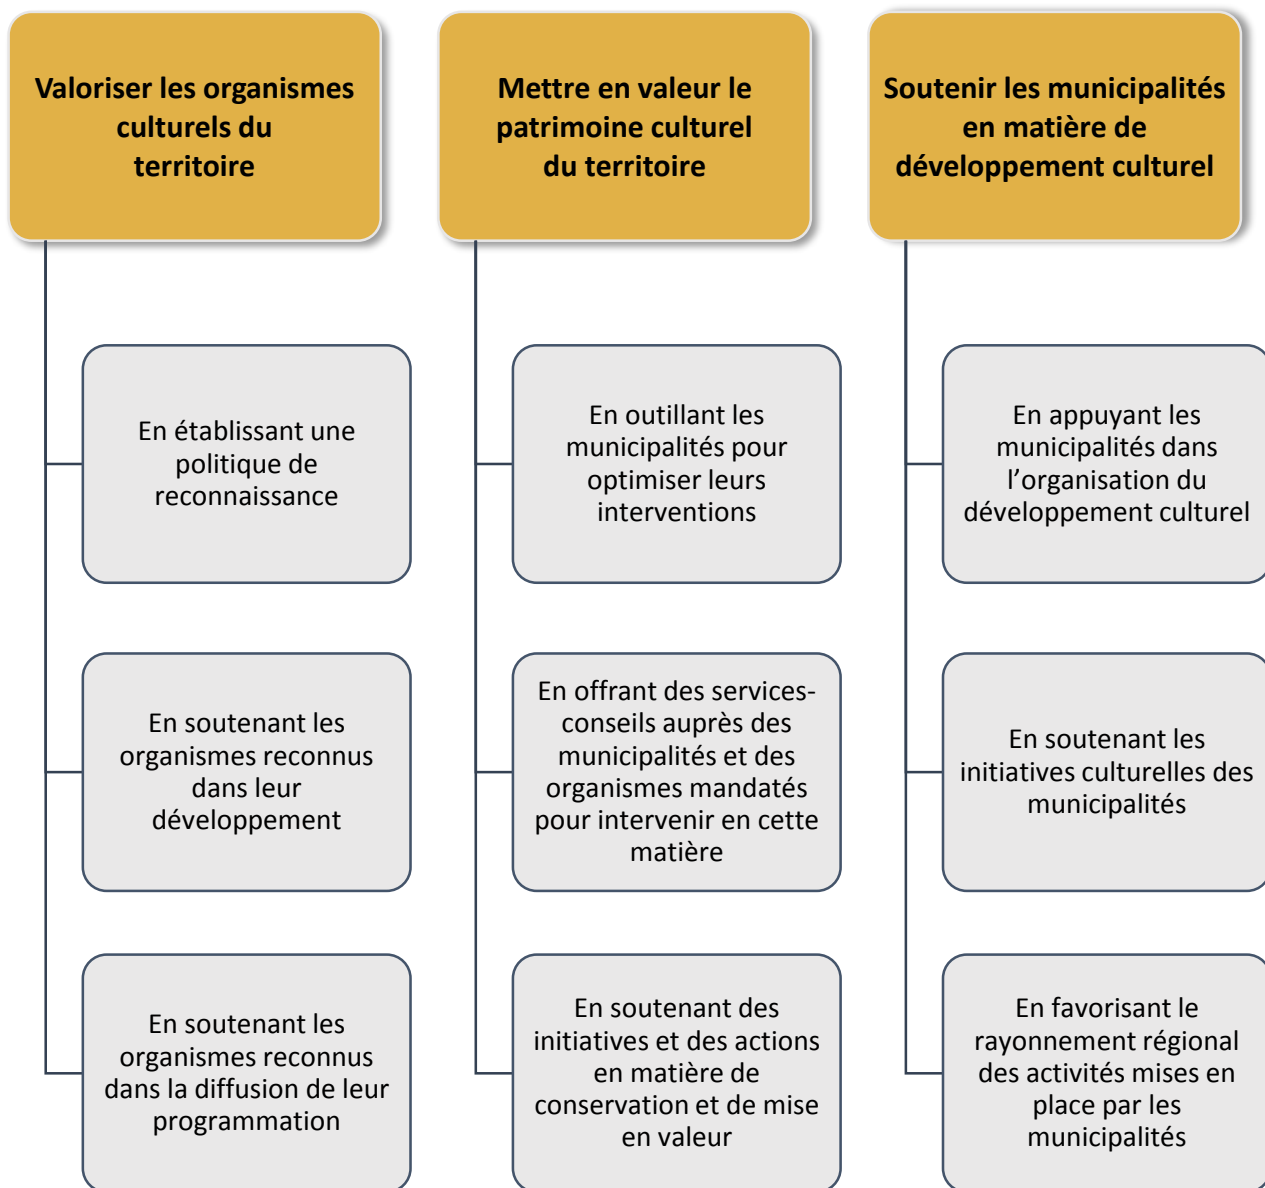 Valoriser les organismes
culturels du
territoire
En établissant une
politique de
reconnaissance
En soutenant les
organismes reconnus
dans leur
développement
En soutenant les
organismes reconnus
dans la diffusion de leur
programmation
Mettre en valeur le
patrimoine culturel
du territoire
En outillant les
municipalités pour
optimiser leurs
interventions
En offrant des services-
conseils auprès des
municipalités et des
organismes mandatés
pour intervenir en cette
matière
En soutenant des
initiatives et des actions
en matière de
conservation et de mise
en valeur
Soutenir les municipalités
en matière de
développement culturel
En appuyant les
municipalités dans
l’organisation du
développement culturel
En soutenant les
initiatives culturelles des
municipalités
En favorisant le
rayonnement régional
des activités mises en
place par les
municipalités